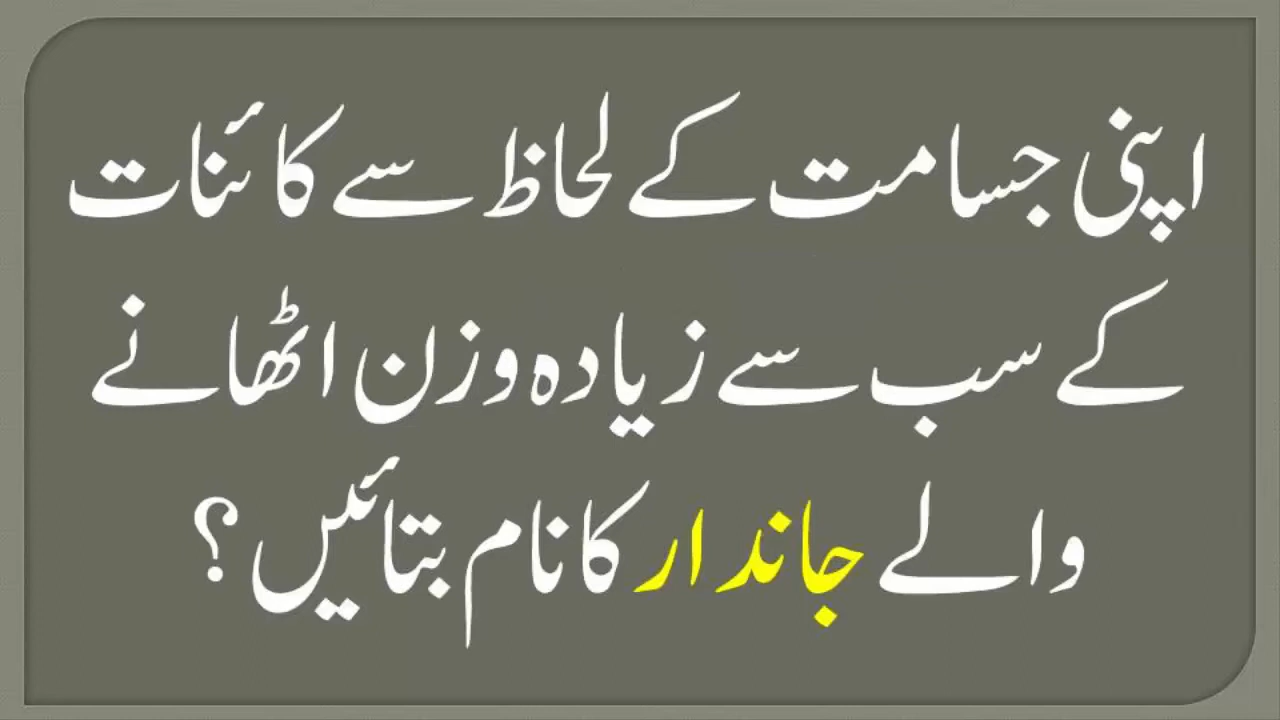 اپنی جسامت کے لحاظ سے کائنات
کے سب سے زیادہ وزن اٹھانے
والے جاندار کا نام بتائیں؟